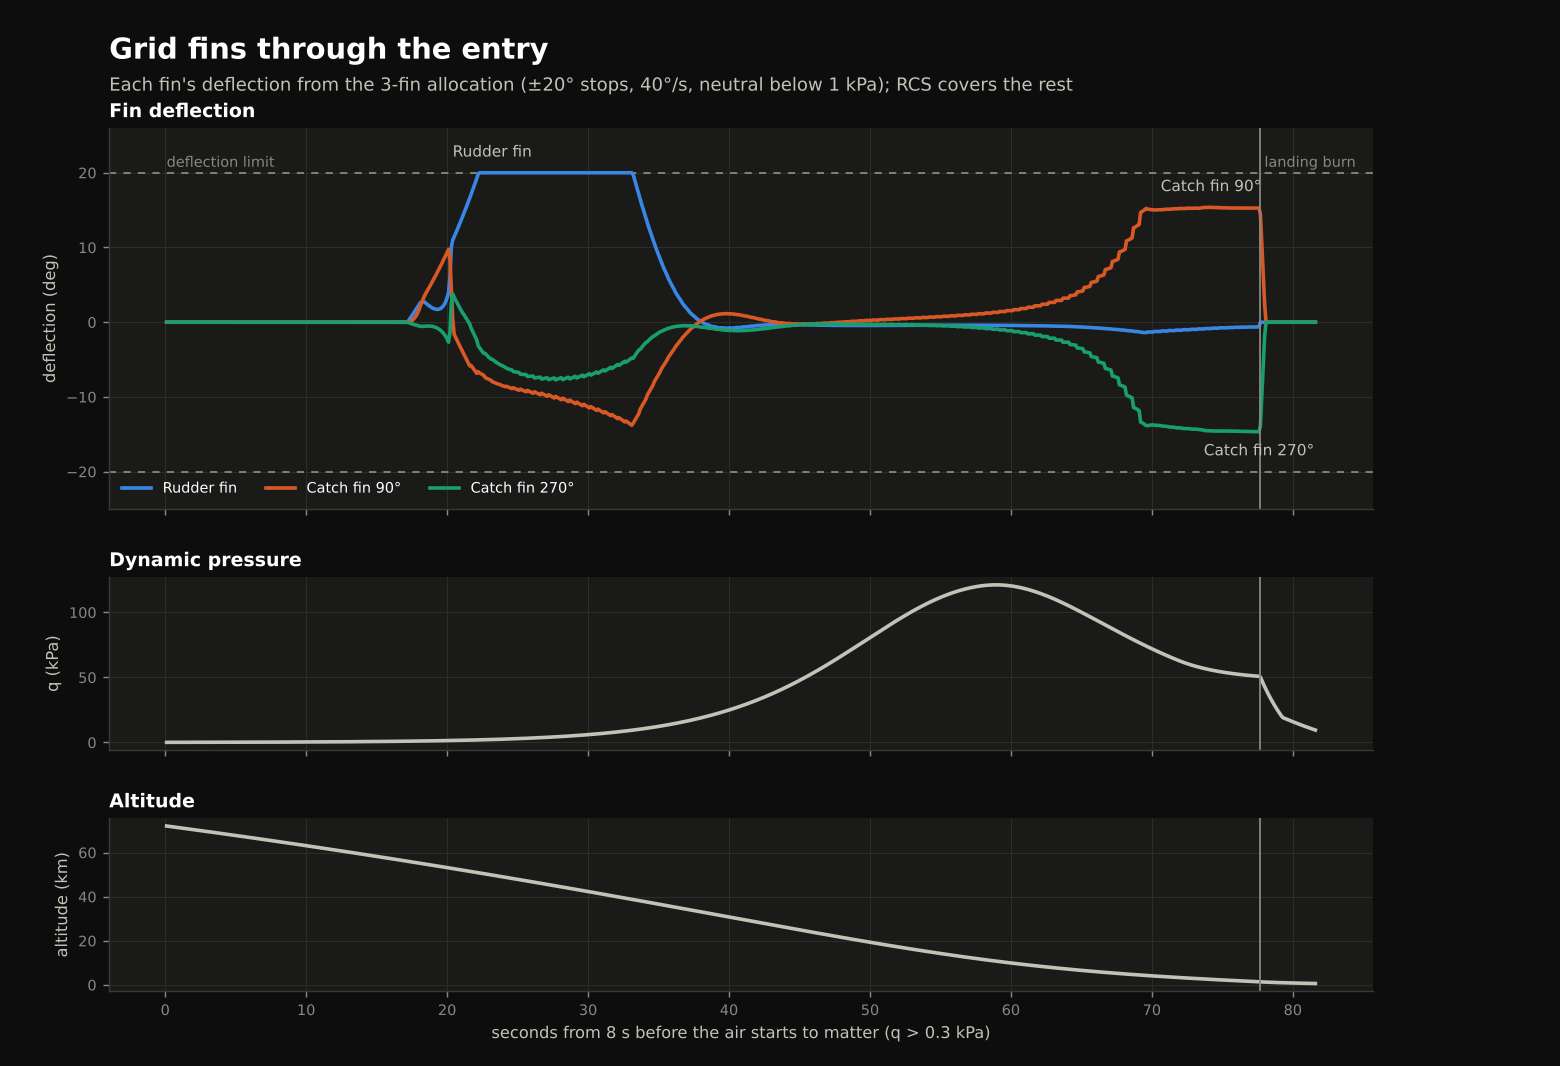 Grid fins through the entry
Each fin's deflection from the 3-fin allocation (±20° stops, 40°/s, neutral below 1 kPa); RCS covers the rest
Fin deflection
Rudder fin
deflection limit
landing burn
Catch fin 90°
20
10
0
−10
−20
deflection (deg)
Catch fin 270°
Rudder fin
Catch fin 90°
Catch fin 270°
Dynamic pressure
100
50
0
q (kPa)
Altitude
60
40
20
0
altitude (km)
0 10 20 30 40 50 60 70 80
seconds from 8 s before the air starts to matter (q > 0.3 kPa)